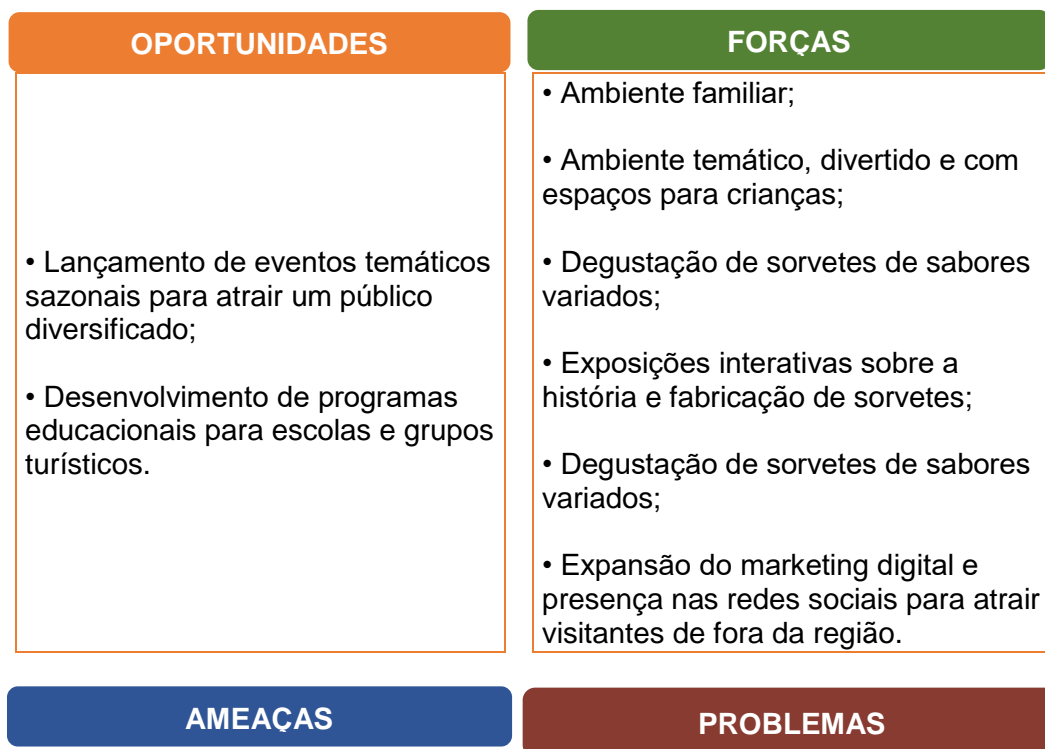 OPORTUNIDADES
• Lançamento de eventos temáticos
sazonais para atrair um público
diversificado;
• Desenvolvimento de programas
educacionais para escolas e grupos
turísticos.
FORÇAS
• Ambiente familiar;
• Ambiente temático, divertido e com
espaços para crianças;
• Degustação de sorvetes de sabores
variados;
• Exposições interativas sobre a
história e fabricação de sorvetes;
• Degustação de sorvetes de sabores
variados;
• Expansão do marketing digital e
presença nas redes sociais para atrair
visitantes de fora da região.
AMEAÇAS
PROBLEMAS